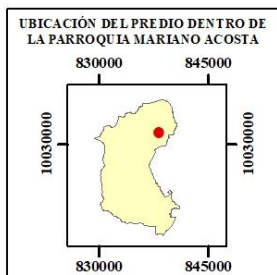 UBICACIÓN DEL PREDIO DENTRO DE
LA PARROQUIA MARIANO ACOSTA
830000 845000
10030000 10030000
830000 845000